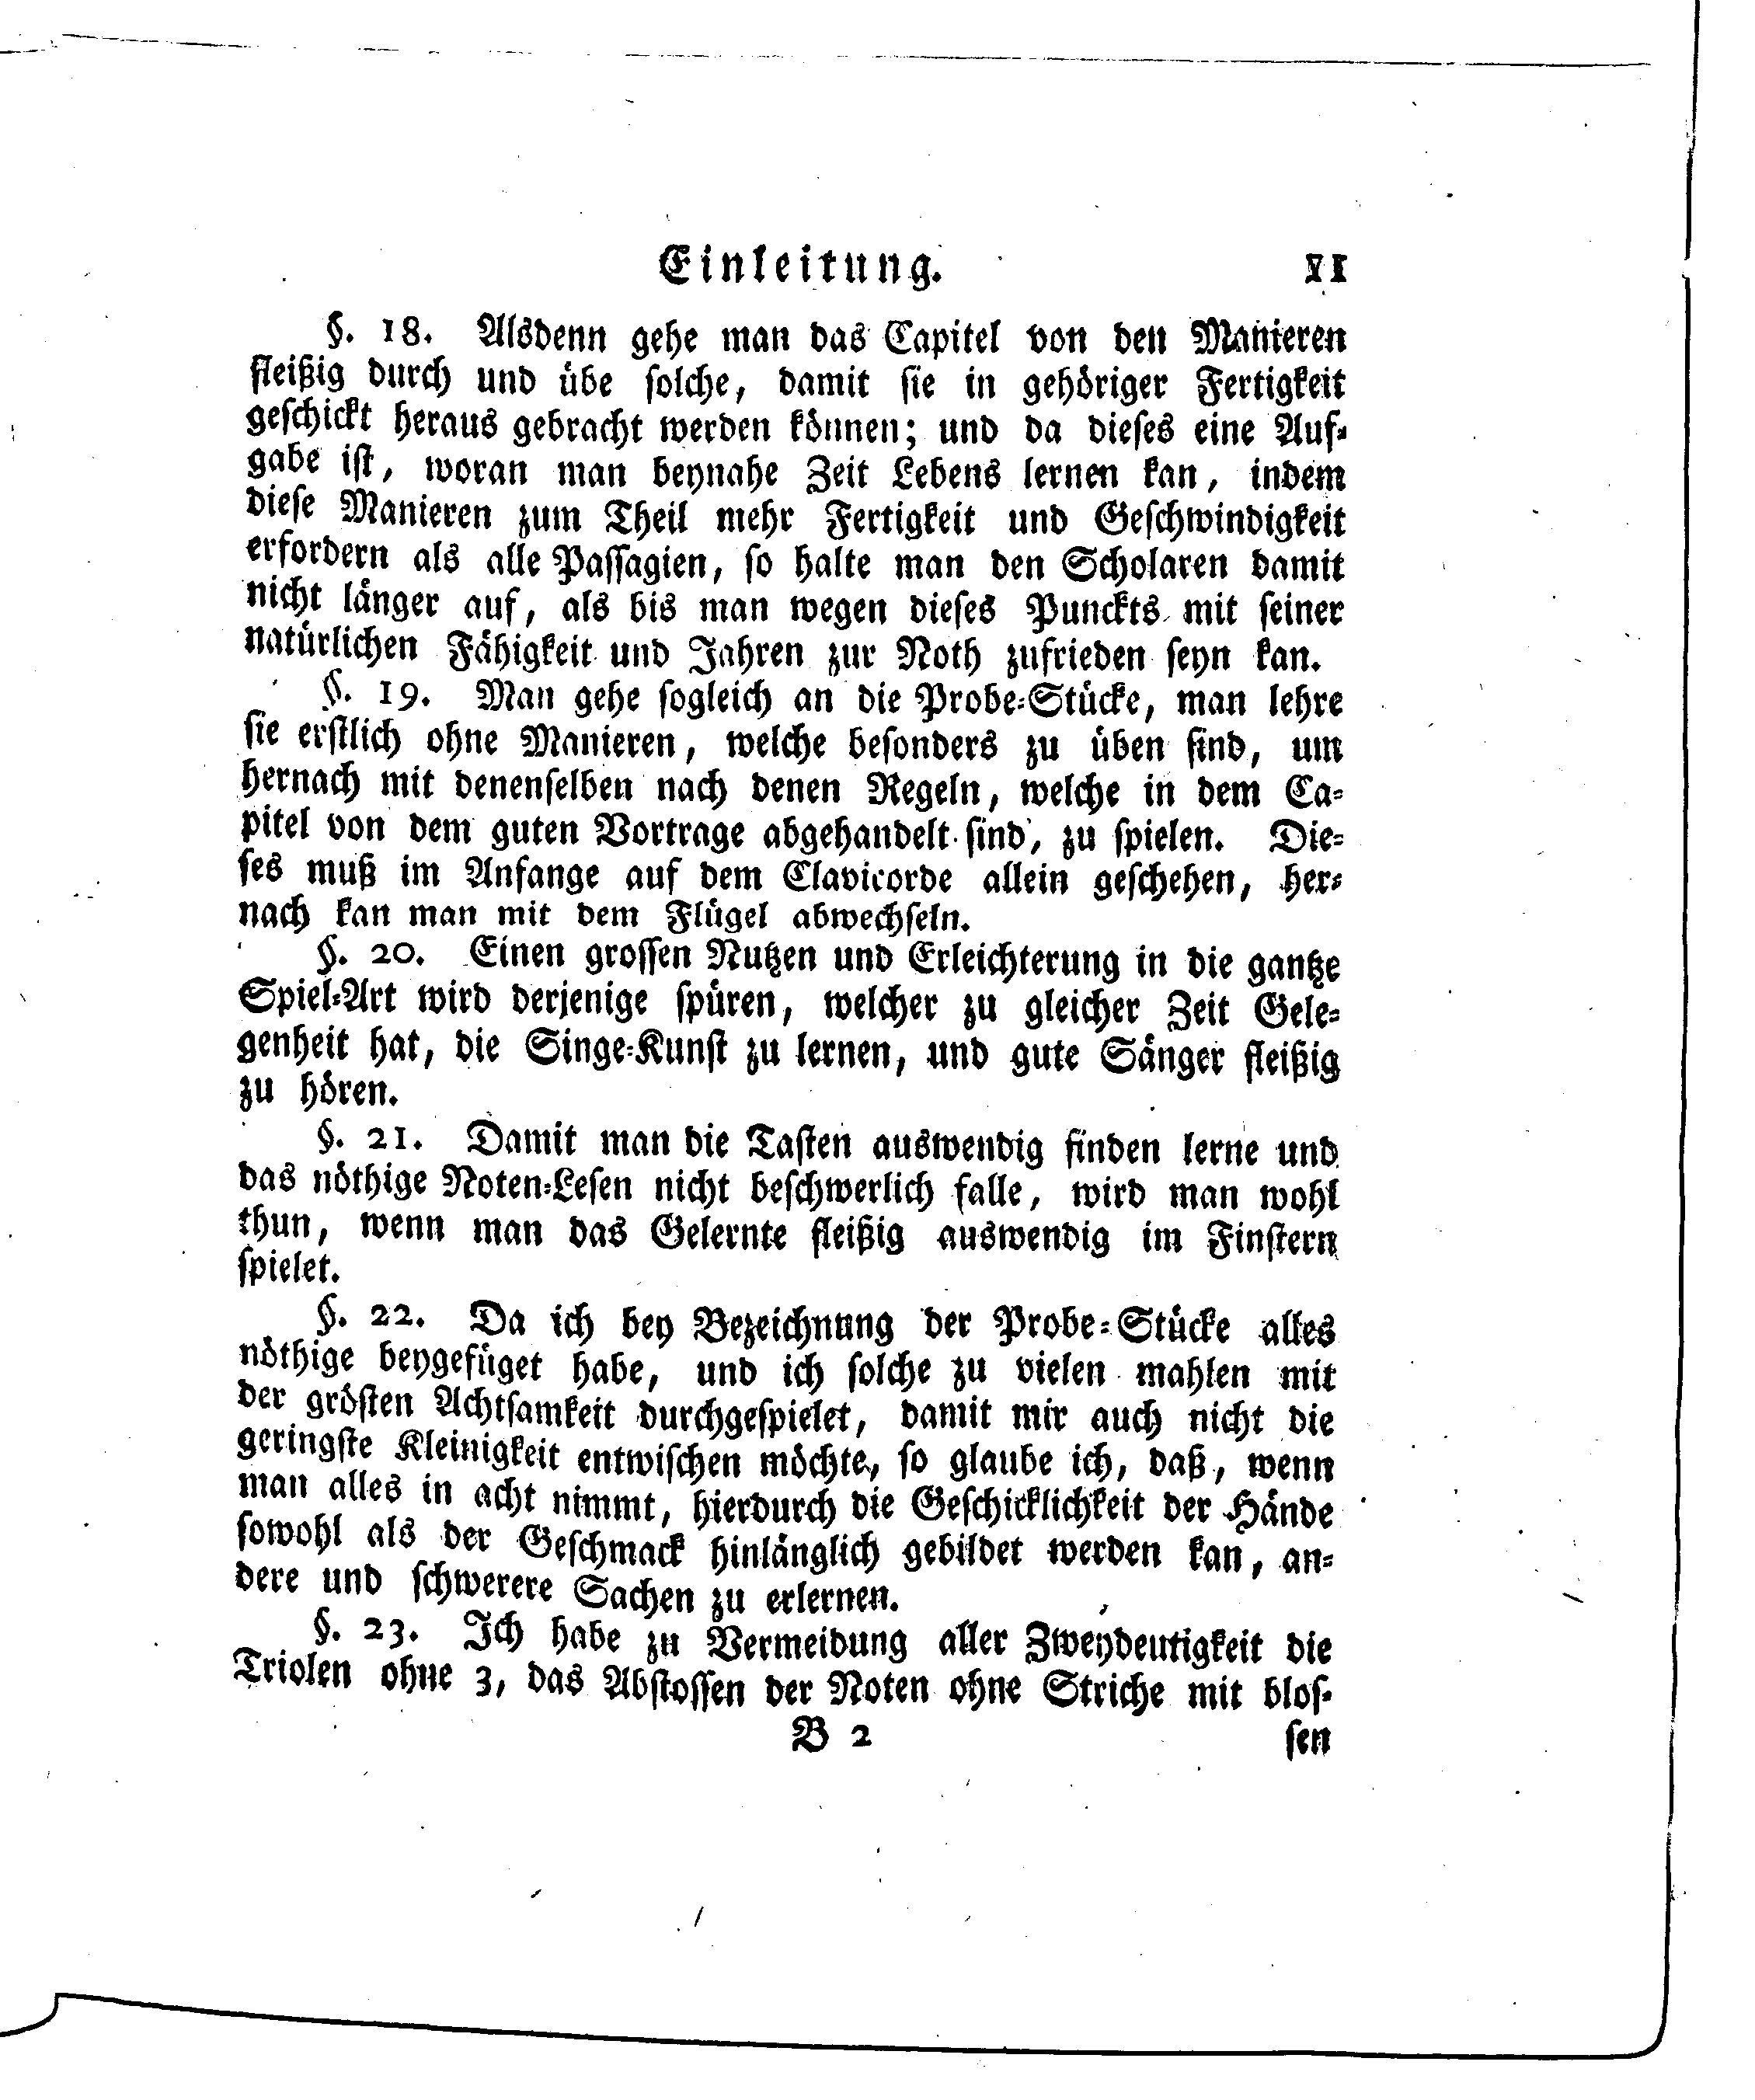 Einleitung. 11
§. 18. Alsdenn gehe man das Capitel von den Manieren
fleißig durch und übe solche, damit sie in gehöriger Fertigkeit
geschickt heraus gebracht werden können; und da dieses eine Auf-
gabe ist, woran man beynahe Zeit Lebens lernen kan, indem
diese Manieren zum Theil mehr Fertigkeit und Geschwindigkeit
erfordern als alle Passagien, so halte man den Scholaren damit
nicht länger auf, als bis man wegen dieses Punckts mit seiner
natürlichen Fähigkeit und Jahren zur Noth zufrieden seyn kan.
§. 19. Man gehe sogleich an die Probe-Stücke, man lehre
sie erstlich ohne Manieren, welche besonders zu üben sind, um
hernach mit denenselben nach denen Regeln, welche in dem Ca-
pitel von dem guten Vortrage abgehandelt sind, zu spielen. Die-
ses muß im Anfange auf dem Clavicorde allein geschehen, her-
nach kan man mit dem Flügel abwechseln.
§. 20. Einen grossen Nutzen und Erleichterung in die gantze
Spiel-Art wird derjenige spüren, welcher zu gleicher Zeit Gele-
genheit hat, die Singe-Kunst zu lernen, und gute Sänger fleißig
zu hören.
§. 21. Damit man die Tasten auswendig finden lerne und
das nöthige Noten-Lesen nicht beschwerlich falle, wird man wohl
thun, wenn man das Gelernte fleißig auswendig im Finstern
spielet.
§. 22. Da ich bey Bezeichnung der Probe-Stücke alles
nöthige beygefüget habe, und ich solche zu vielen mahlen mit
der grösten Achtsamkeit durchgespielet, damit mir auch nicht die
geringste Kleinigkeit entwischen möchte, so glaube ich, daß, wenn
man alles in acht nimmt, hierdurch die Geschicklichkeit der Hände
sowohl als der Geschmack hinlänglich gebildet werden kan, an-
dere und schwerere Sachen zu erlernen.
§. 23. Ich habe zu Vermeidung aller Zweydeutigkeit die
Triolen ohne 3, das Abstossen der Noten ohne Striche mit blos-
B 2 sen